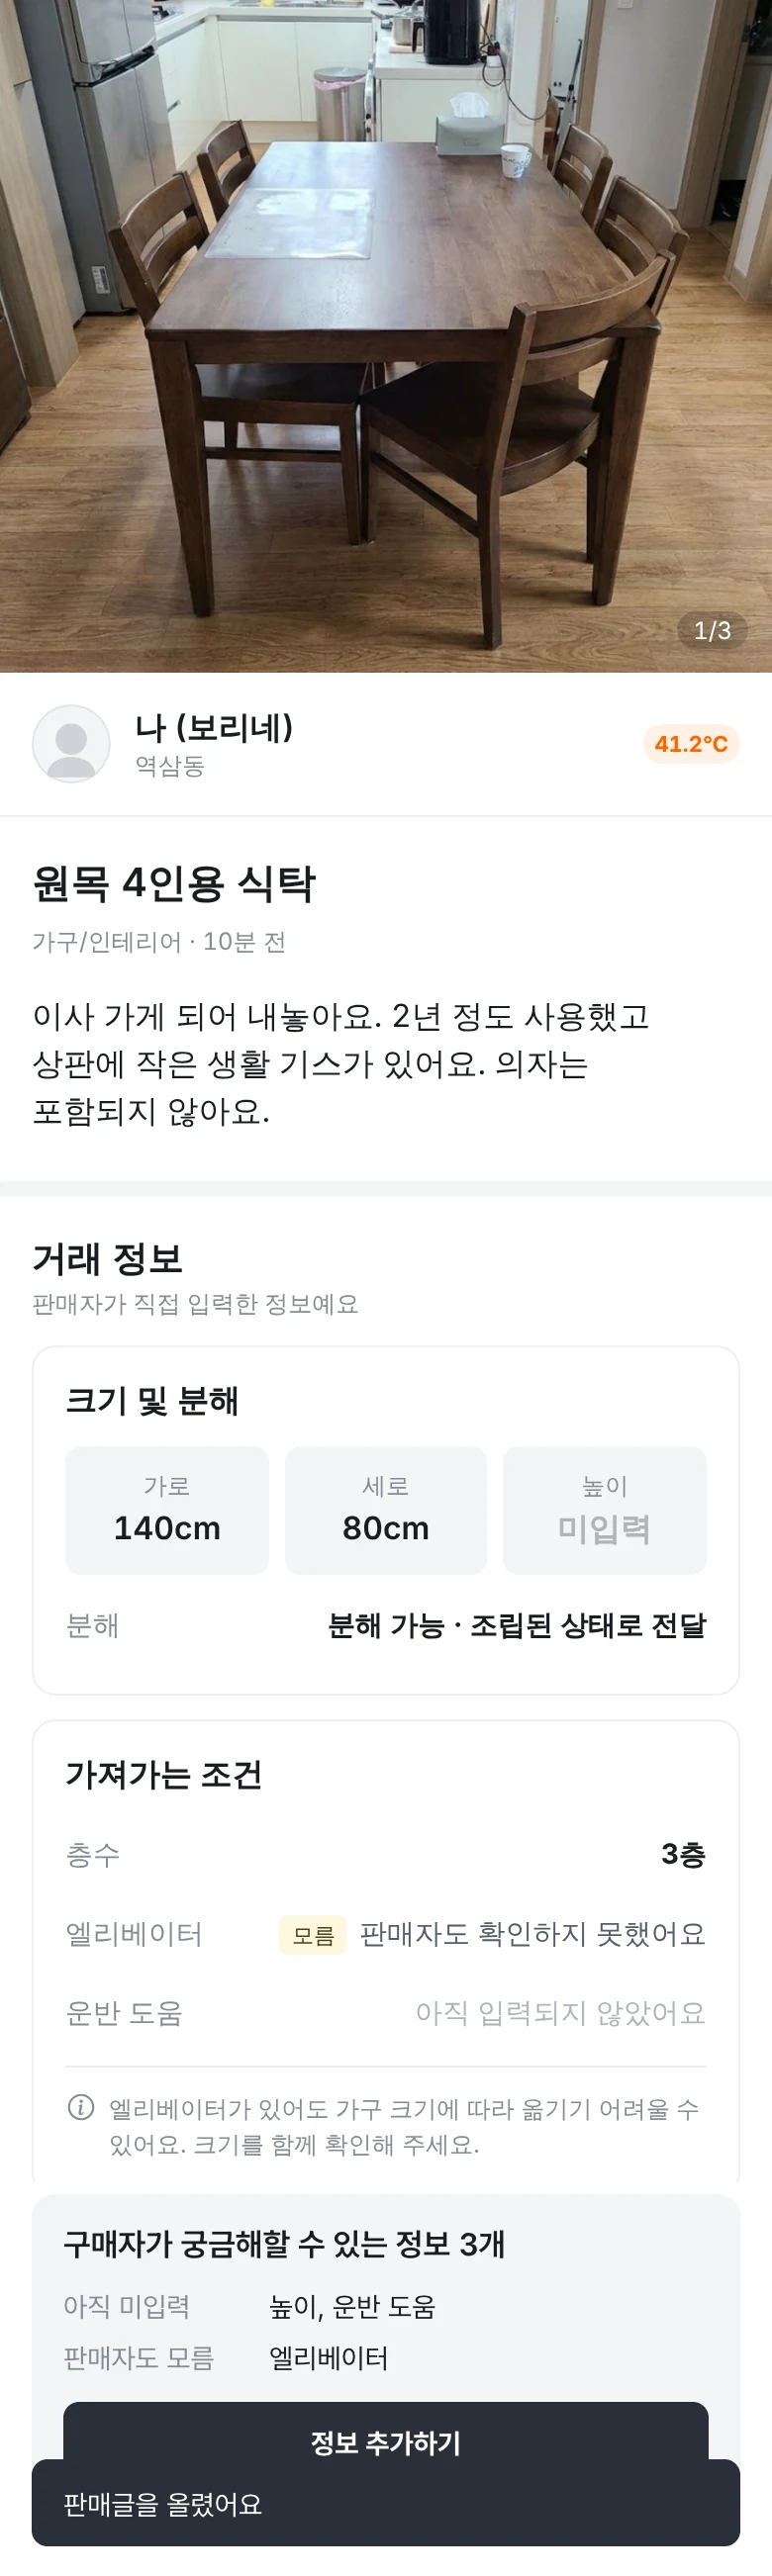 1/3
나 (보리네)
역삼동
41.2°C
원목 4인용 식탁
가구/인테리어 · 10분 전
이사 가게 되어 내놓아요. 2년 정도 사용했고
상판에 작은 생활 기스가 있어요. 의자는
포함되지 않아요.
거래 정보
판매자가 직접 입력한 정보예요
크기 및 분해
가로
140cm
세로
80cm
높이
미입력
분해
분해 가능 · 조립된 상태로 전달
가져가는 조건
층수
3층
엘리베이터
모름
판매자도 확인하지 못했어요
운반 도움
아직 입력되지 않았어요
엘리베이터가 있어도 가구 크기에 따라 옮기기 어려울 수
있어요. 크기를 함께 확인해 주세요.
구매자가 궁금해할 수 있는 정보 3개
아직 미입력
높이, 운반 도움
판매자도 모름
엘리베이터
정보 추가하기
판매글을 올렸어요